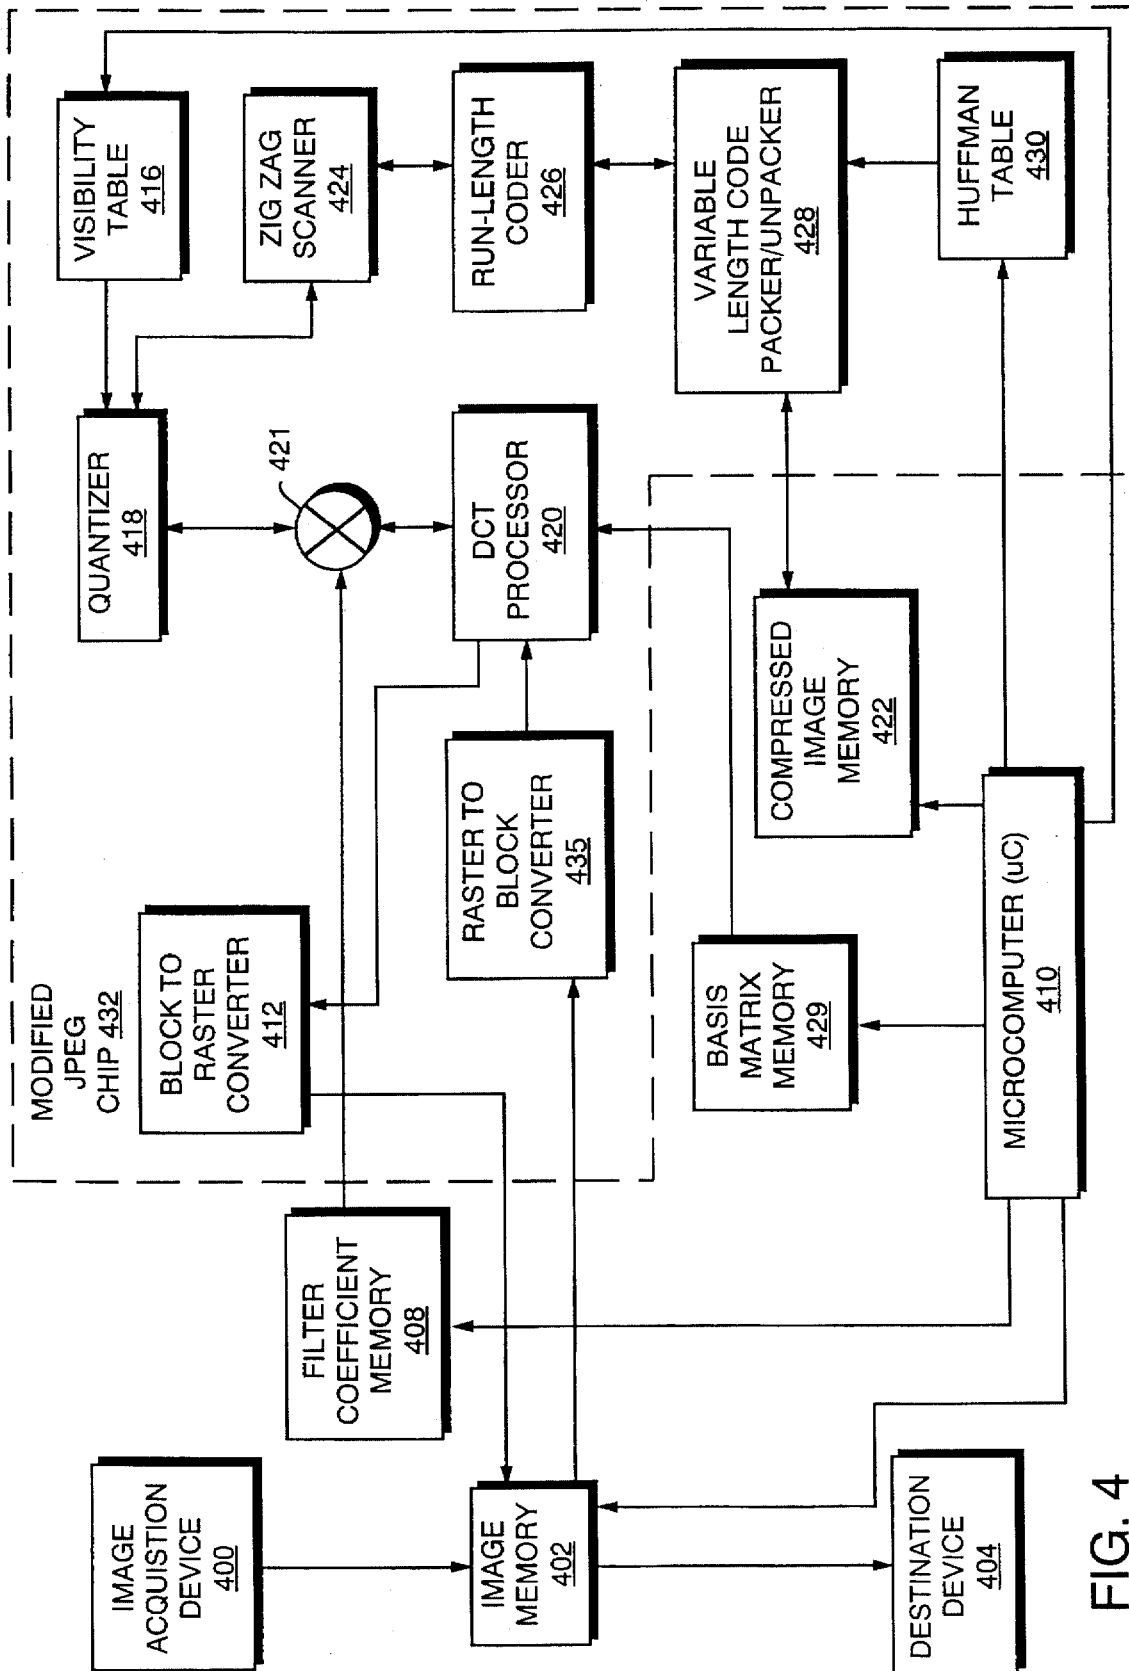 IMAGE
ACQUISTION
DEVICE
400
IMAGE
MEMORY
402
DESTINATION
DEVICE
404
FILTER
COEFFICIENT
MEMORY
408
MODIFIED
JPEG
CHIP 432
BLOCK TO
RASTER
CONVERTER
412
RASTER TO
BLOCK
CONVERTER
435
BASIS
MATRIX
MEMORY
429
MICROCOMPUTER (uC)
410
QUANTIZER
418
421
DCT
PROCESSOR
420
COMPRESSED
IMAGE
MEMORY
422
VISIBILITY
TABLE
416
ZIG ZAG
SCANNER
424
RUN-LENGTH
CODER
426
VARIABLE
LENGTH CODE
PACKER/UNPACKER
428
HUFFMAN
TABLE
430
FIG. 4